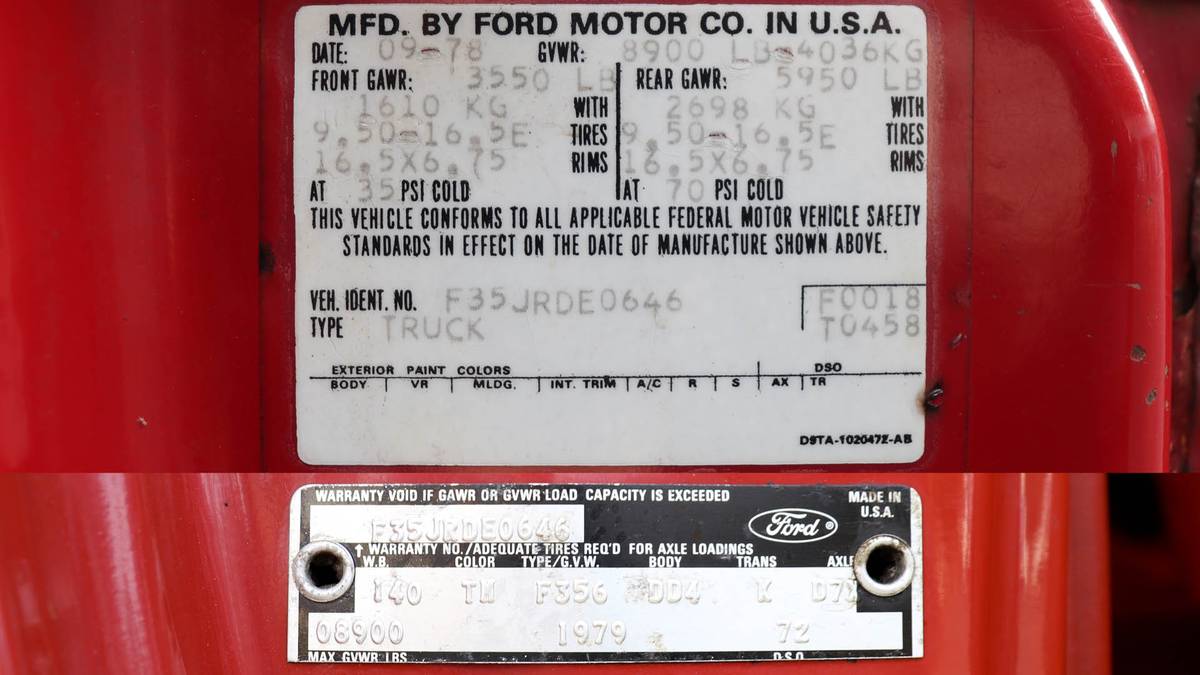 MFD. BY FORD MOTOR CO. IN U.S.A.
DATE: 09-78 GVWR: 8900 LB-4036KG
FRONT GAWR: 3550 LB REAR GAWR: 5950 LB
1610 KG WITH 2698 KG WITH
9.50-16.5E TIRES 9.50-16.5E TIRES
16.5X6.75 RIMS 16.5X6.75 RIMS
AT 35 PSI COLD AT 70 PSI COLD
THIS VEHICLE CONFORMS TO ALL APPLICABLE FEDERAL MOTOR VEHICLE SAFETY
STANDARDS IN EFFECT ON THE DATE OF MANUFACTURE SHOWN ABOVE.
VEH. IDENT. NO. F35JRDE0646 F0018
TYPE TRUCK T0458
EXTERIOR PAINT COLORS DSO
BODY VR MLDG. INT. TRIM A/C R S AX TR
D9TA-1020472-AB
WARRANTY VOID IF GAWR OR GVWR LOAD CAPACITY IS EXCEEDED MADE IN
U.S.A.
F35JRDE0646 Ford ®
↑ WARRANTY NO./ADEQUATE TIRES REQ'D FOR AXLE LOADINGS
W.B. COLOR TYPE/G.V.W. BODY TRANS AXLE
140 F356 DD4 K
08900 1979 72
MAX GVWR LBS D.S.O.